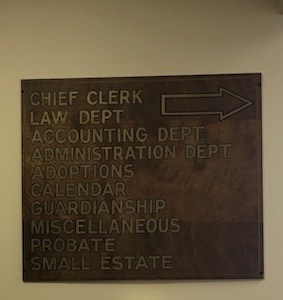 CHIEF CLERK
LAW DEPT
ACCOUNTING DEPT
ADMINISTRATION DEPT
ADOPTIONS
CALENDAR
GUARDIANSHIP
MISCELLANEOUS
PROBATE
SMALL ESTATE